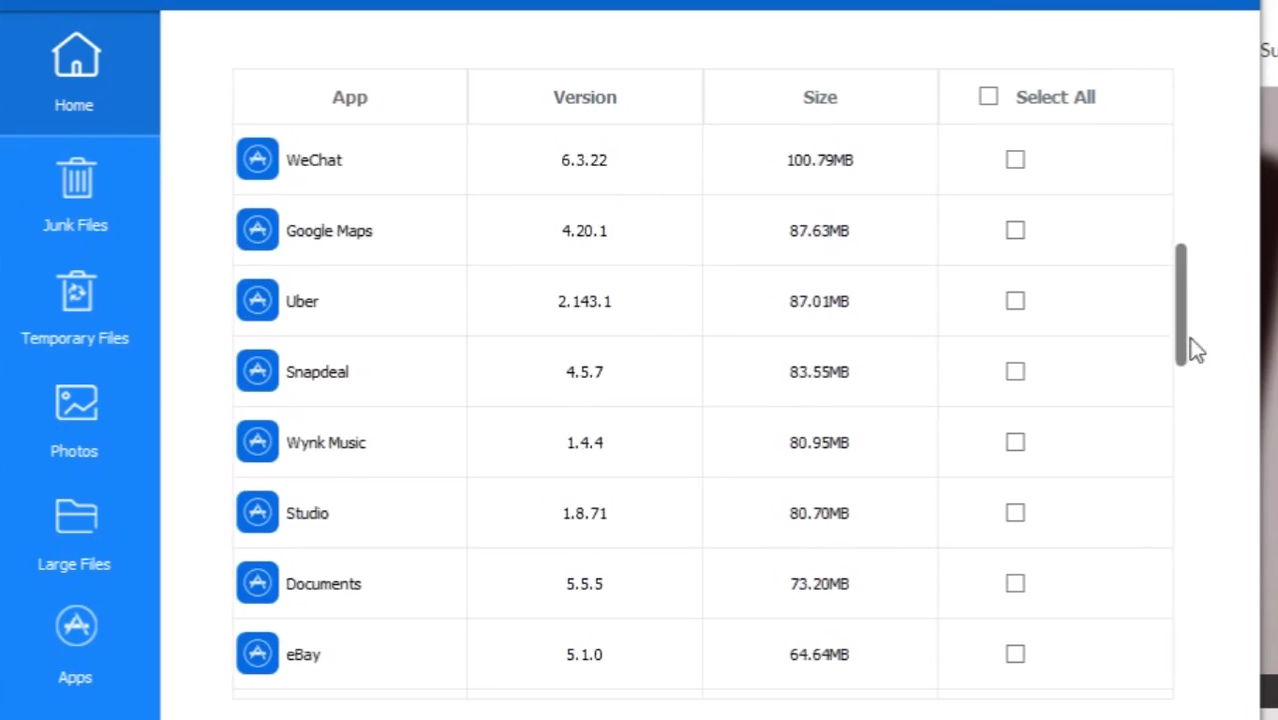 Home
Junk Files
Temporary Files
Photos
Large Files
Apps
App Version Size Select All
WeChat 6.3.22 100.79MB
Google Maps 4.20.1 87.63MB
Uber 2.143.1 87.01MB
Snapdeal 4.5.7 83.55MB
Wynk Music 1.4.4 80.95MB
Studio 1.8.71 80.70MB
Documents 5.5.5 73.20MB
eBay 5.1.0 64.64MB